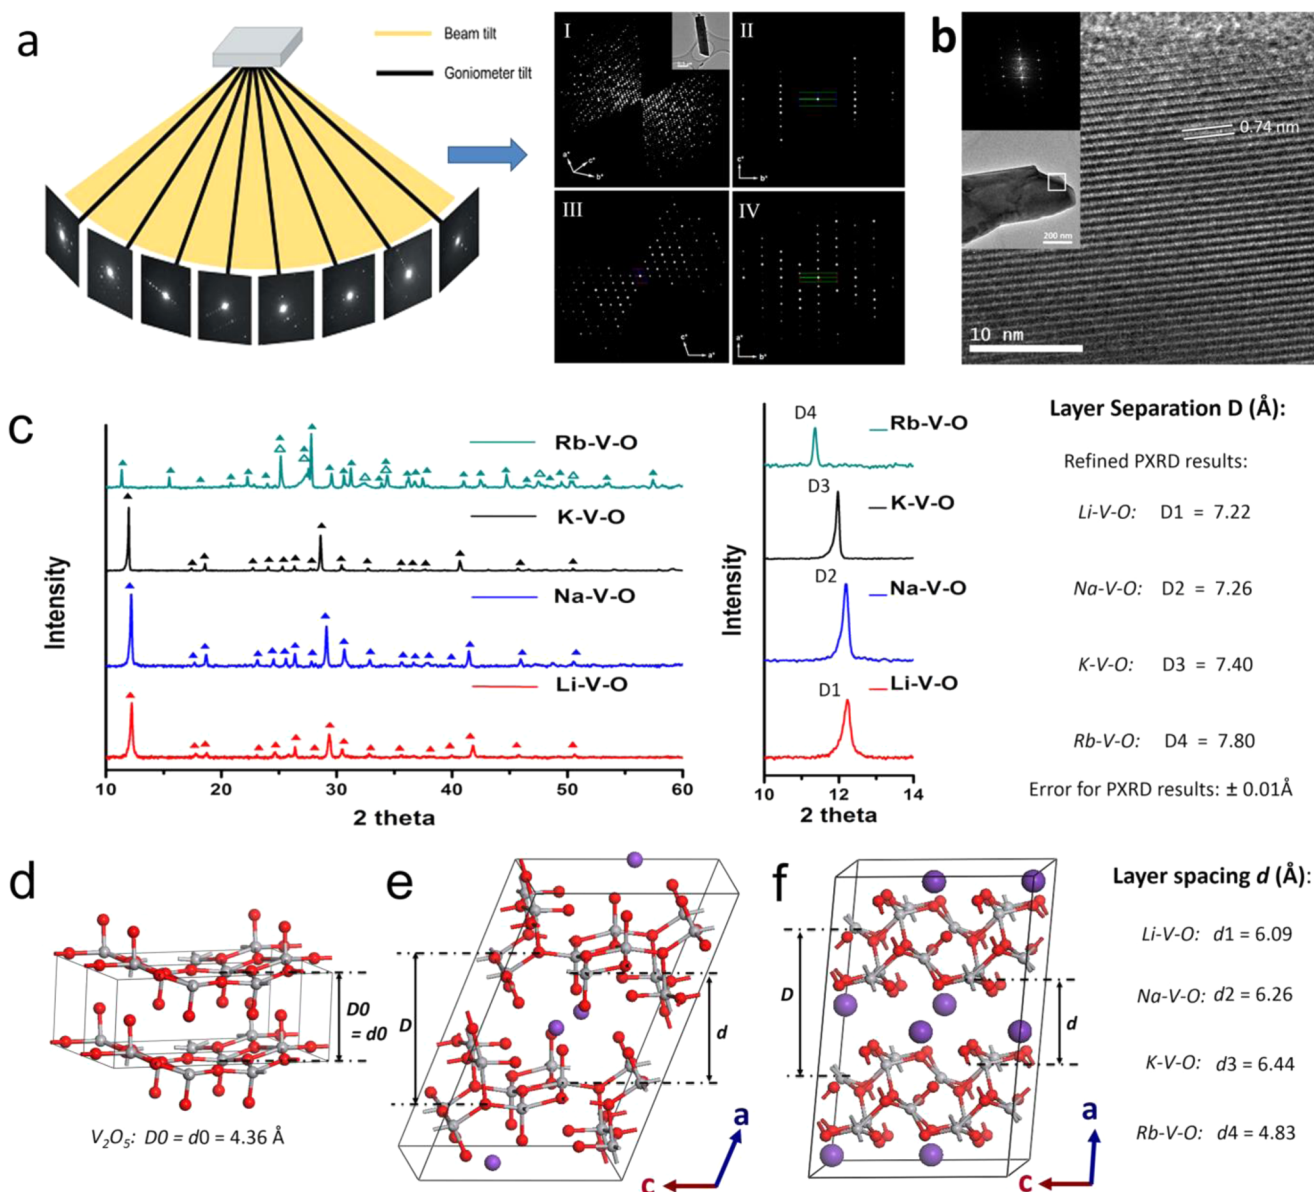 a
Beam tilt
Goniometer tilt
I
a*
c*
b*
II
c*
b*
III
c*
a*
IV
a*
b*
b
0.74 nm
200 nm
10 nm
c
Rb-V-O
K-V-O
Na-V-O
Li-V-O
Intensity
10 20 30 40 50 60
2 theta
D4
Rb-V-O
D3
K-V-O
D2
Na-V-O
D1
Li-V-O
Intensity
10 12 14
2 theta
Layer Separation D (Å):
Refined PXRD results:
Li-V-O: D1 = 7.22
Na-V-O: D2 = 7.26
K-V-O: D3 = 7.40
Rb-V-O: D4 = 7.80
Error for PXRD results: ± 0.01Å
d
D0
= d0
V₂O₅: D0 = d0 = 4.36 Å
e
D
d
a
c
f
D
d
a
c
Layer spacing d (Å):
Li-V-O: d1 = 6.09
Na-V-O: d2 = 6.26
K-V-O: d3 = 6.44
Rb-V-O: d4 = 4.83